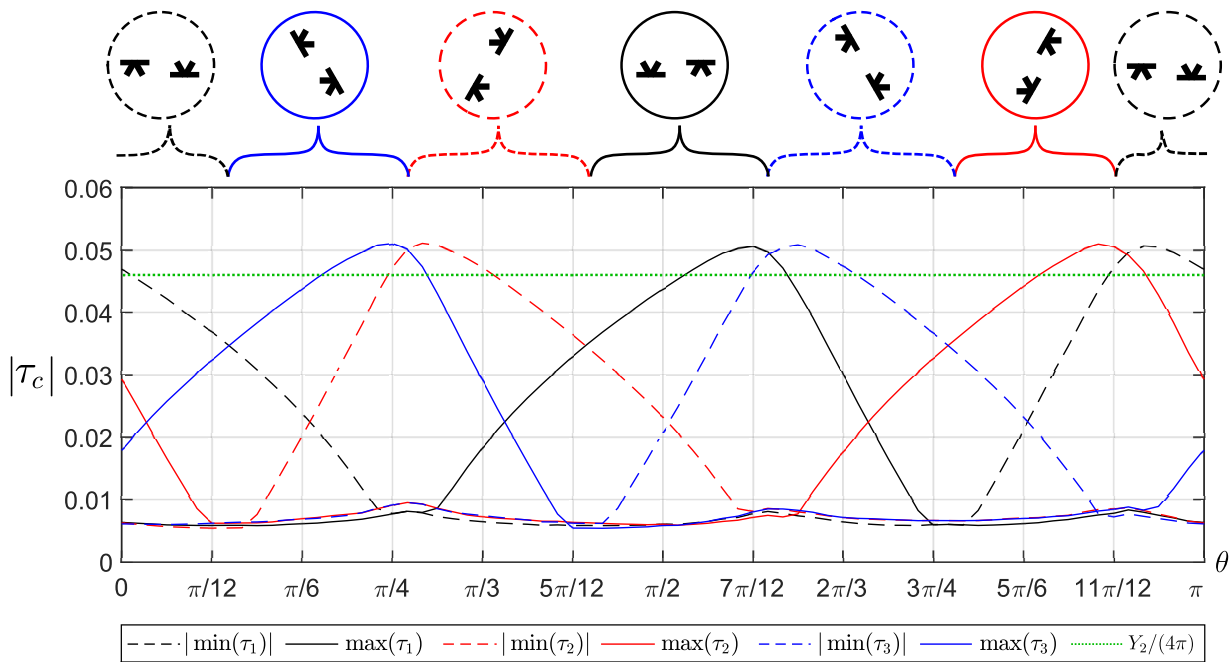 0.06
0.05
0.04
|τ_c| 0.03
0.02
0.01
0
0 π/12 π/6 π/4 π/3 5π/12 π/2 7π/12 2π/3 3π/4 5π/6 11π/12 π θ
|min(τ₁)| max(τ₁) |min(τ₂)| max(τ₂) |min(τ₃)| max(τ₃) Y₂/(4π)